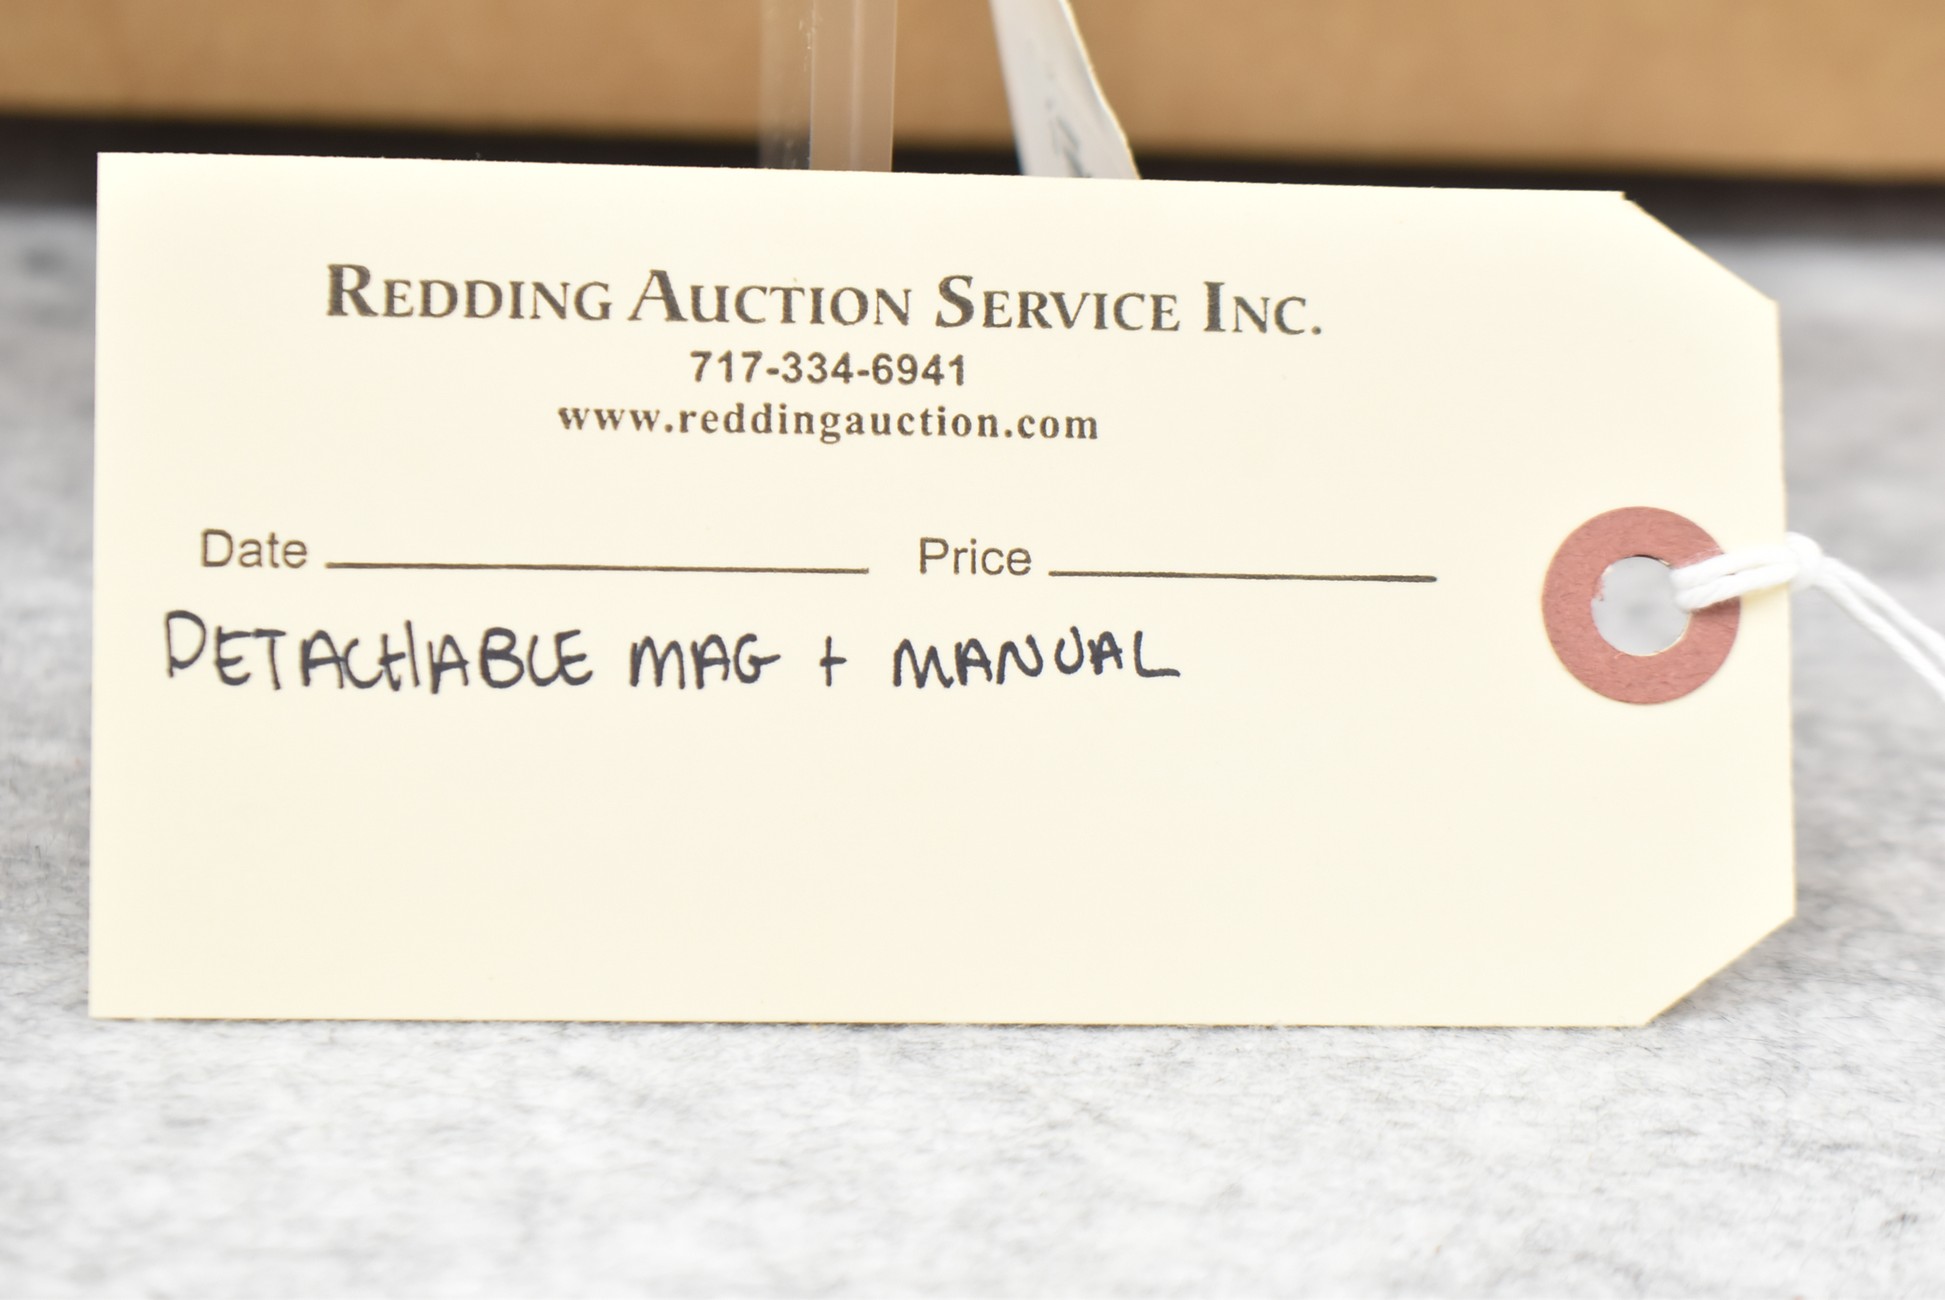 REDDING AUCTION SERVICE INC.
717-334-6941
www.reddingauction.com
Date Price
DETACHABLE MAG + MANUAL